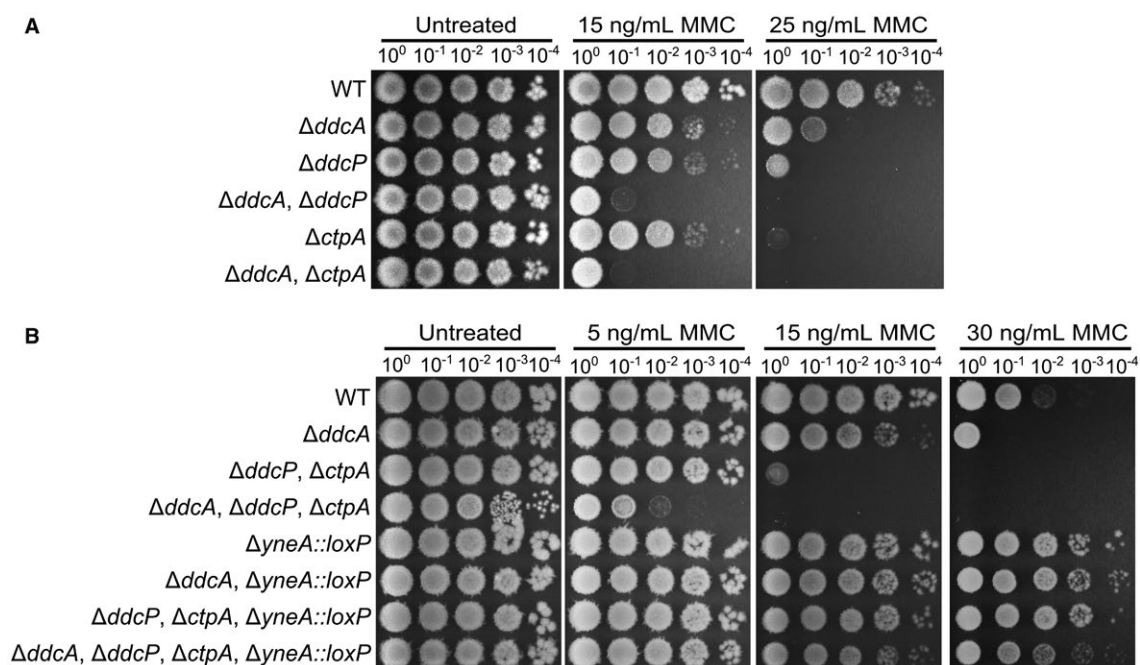 A
Untreated 15 ng/mL MMC 25 ng/mL MMC
10⁰ 10⁻¹ 10⁻² 10⁻³ 10⁻⁴ 10⁰ 10⁻¹ 10⁻² 10⁻³ 10⁻⁴ 10⁰ 10⁻¹ 10⁻² 10⁻³ 10⁻⁴
WT
ΔddcA
ΔddcP
ΔddcA, ΔddcP
ΔctpA
ΔddcA, ΔctpA
B
Untreated 5 ng/mL MMC 15 ng/mL MMC 30 ng/mL MMC
10⁰ 10⁻¹ 10⁻² 10⁻³ 10⁻⁴ 10⁰ 10⁻¹ 10⁻² 10⁻³ 10⁻⁴ 10⁰ 10⁻¹ 10⁻² 10⁻³ 10⁻⁴ 10⁰ 10⁻¹ 10⁻² 10⁻³ 10⁻⁴
WT
ΔddcA
ΔddcP, ΔctpA
ΔddcA, ΔddcP, ΔctpA
ΔyneA::loxP
ΔddcA, ΔyneA::loxP
ΔddcP, ΔctpA, ΔyneA::loxP
ΔddcA, ΔddcP, ΔctpA, ΔyneA::loxP